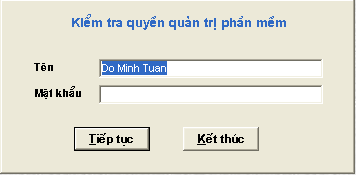 Kiểm tra quyền quản trị phần mềm
Tên
Do Minh Tuan
Mật khẩu
Tiếp tục
Kết thúc